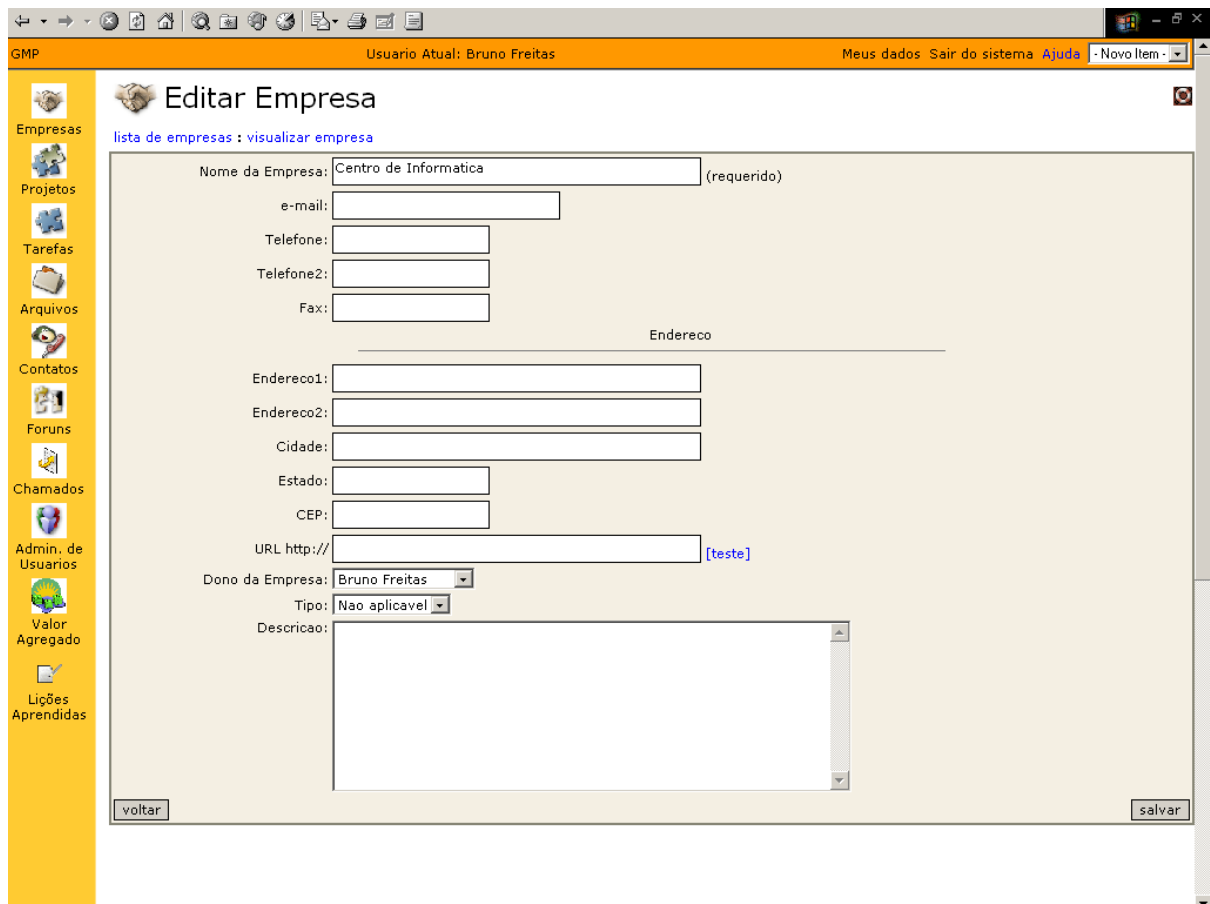 GMP Usuario Atual: Bruno Freitas Meus dados Sair do sistema Ajuda - Novo Item -
Empresas
Projetos
Tarefas
Arquivos
Contatos
Foruns
Chamados
Admin. de
Usuarios
Valor
Agregado
Lições
Aprendidas
Editar Empresa
lista de empresas : visualizar empresa
Nome da Empresa: Centro de Informatica (requerido)
e-mail:
Telefone:
Telefone2:
Fax:
Endereco
Endereco1:
Endereco2:
Cidade:
Estado:
CEP:
URL http:// [teste]
Dono da Empresa: Bruno Freitas
Tipo: Nao aplicavel
Descricao:
voltar salvar